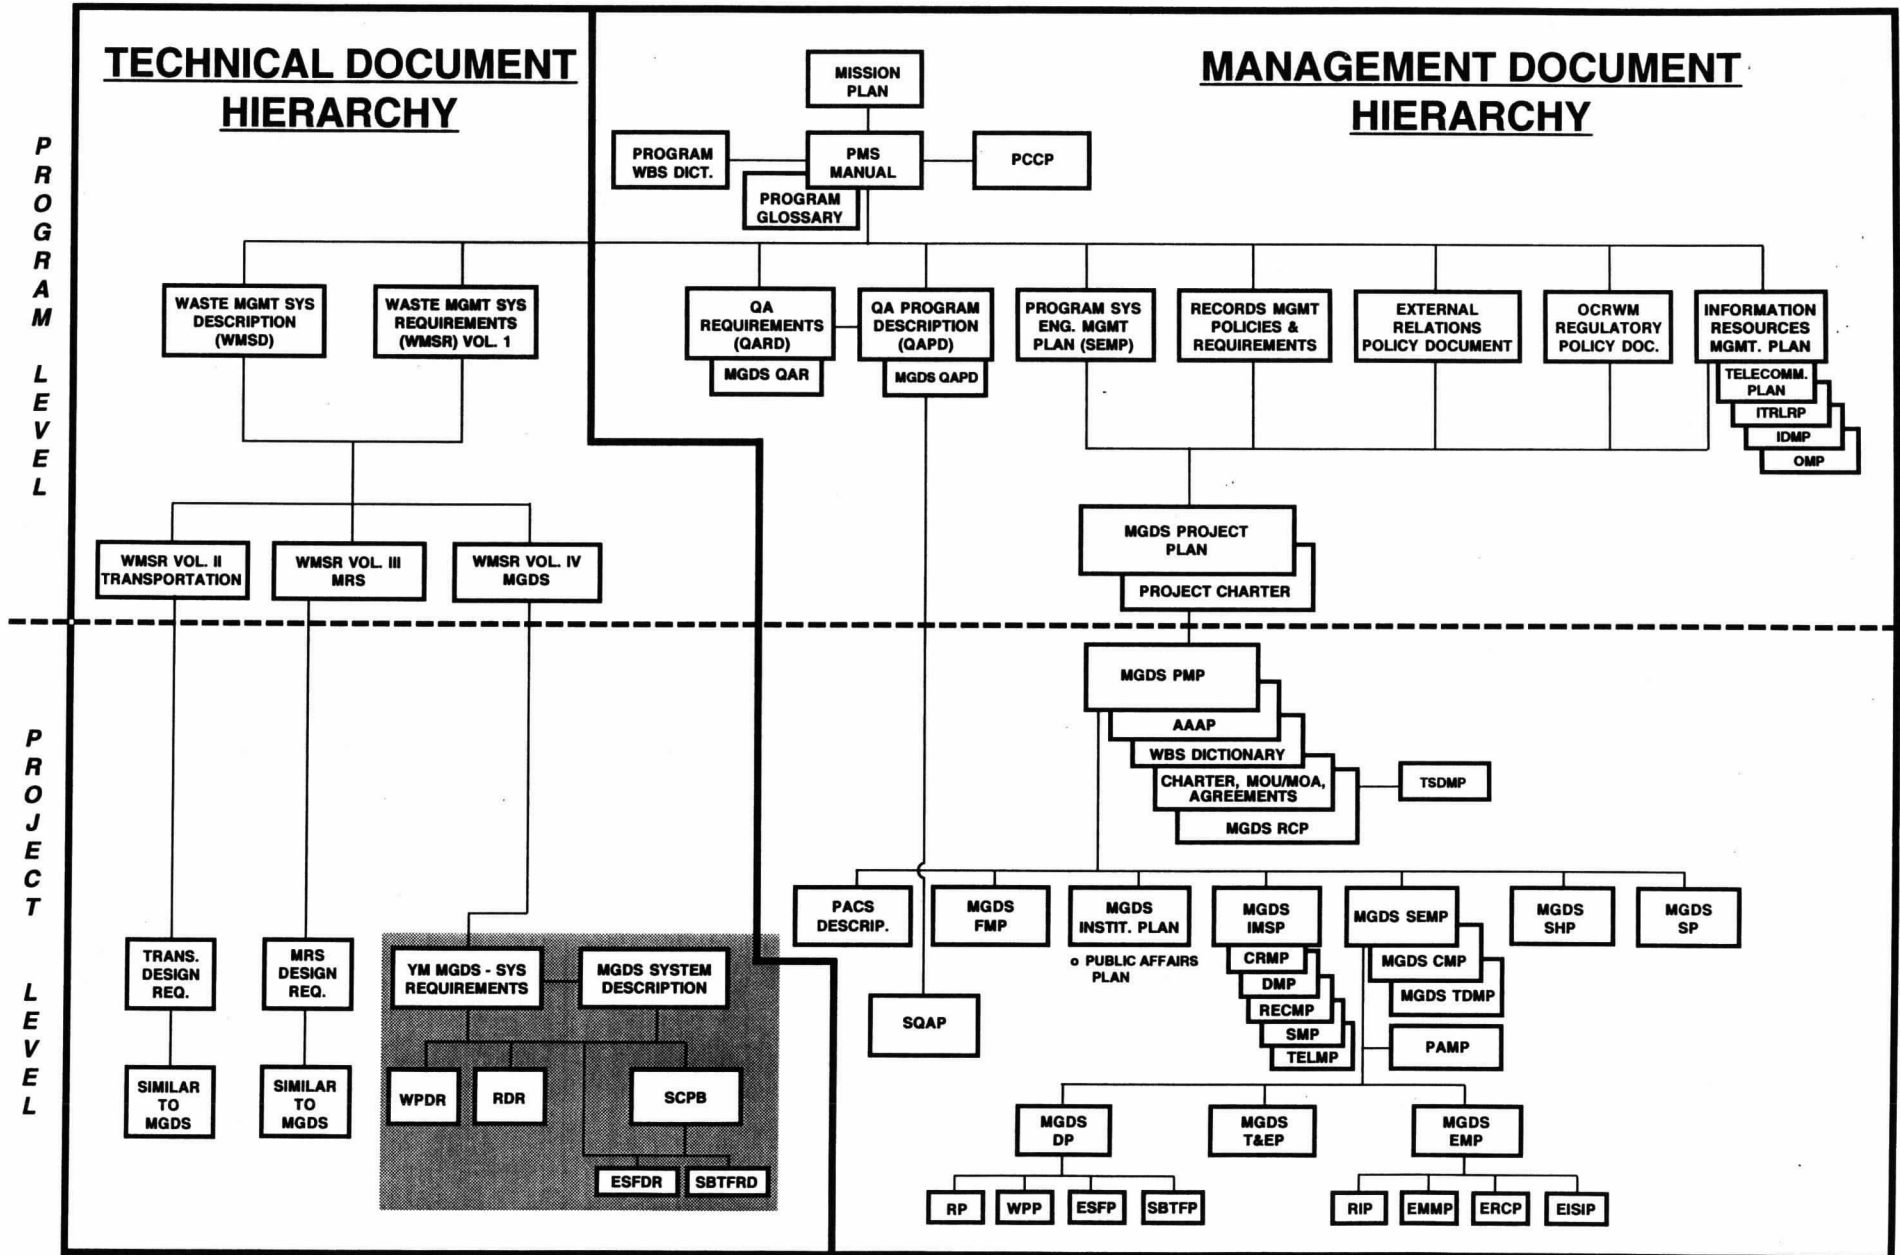 TECHNICAL DOCUMENT
HIERARCHY
MANAGEMENT DOCUMENT
HIERARCHY
PROGRAM LEVEL
PROJECT LEVEL
MISSION
PLAN
PROGRAM
WBS DICT.
PMS
MANUAL
PCCP
PROGRAM
GLOSSARY
WASTE MGMT SYS
DESCRIPTION
(WMSD)
WASTE MGMT SYS
REQUIREMENTS
(WMSR) VOL. 1
QA
REQUIREMENTS
(QARD)
MGDS QAR
QA PROGRAM
DESCRIPTION
(QAPD)
MGDS QAPD
PROGRAM SYS
ENG. MGMT
PLAN (SEMP)
RECORDS MGMT
POLICIES &
REQUIREMENTS
EXTERNAL
RELATIONS
POLICY DOCUMENT
OCRWM
REGULATORY
POLICY DOC.
INFORMATION
RESOURCES
MGMT. PLAN
TELECOMM.
PLAN
ITRLRP
IDMP
OMP
WMSR VOL. II
TRANSPORTATION
WMSR VOL. III
MRS
WMSR VOL. IV
MGDS
MGDS PROJECT
PLAN
PROJECT CHARTER
MGDS PMP
AAAP
WBS DICTIONARY
CHARTER, MOU/MOA,
AGREEMENTS
MGDS RCP
TSDMP
PACS
DESCRIP.
MGDS
FMP
MGDS
INSTIT. PLAN
o PUBLIC AFFAIRS
PLAN
MGDS
IMSP
CRMP
DMP
RECMP
SMP
TELMP
MGDS SEMP
MGDS CMP
MGDS TDMP
PAMP
MGDS
SHP
MGDS
SP
TRANS.
DESIGN
REQ.
MRS
DESIGN
REQ.
YM MGDS - SYS
REQUIREMENTS
MGDS SYSTEM
DESCRIPTION
SQAP
SIMILAR
TO
MGDS
SIMILAR
TO
MGDS
WPDR
RDR
SCPB
ESFDR
SBTFRD
MGDS
DP
MGDS
T&EP
MGDS
EMP
RP
WPP
ESFP
SBTFP
RIP
EMMP
ERCP
EISIP